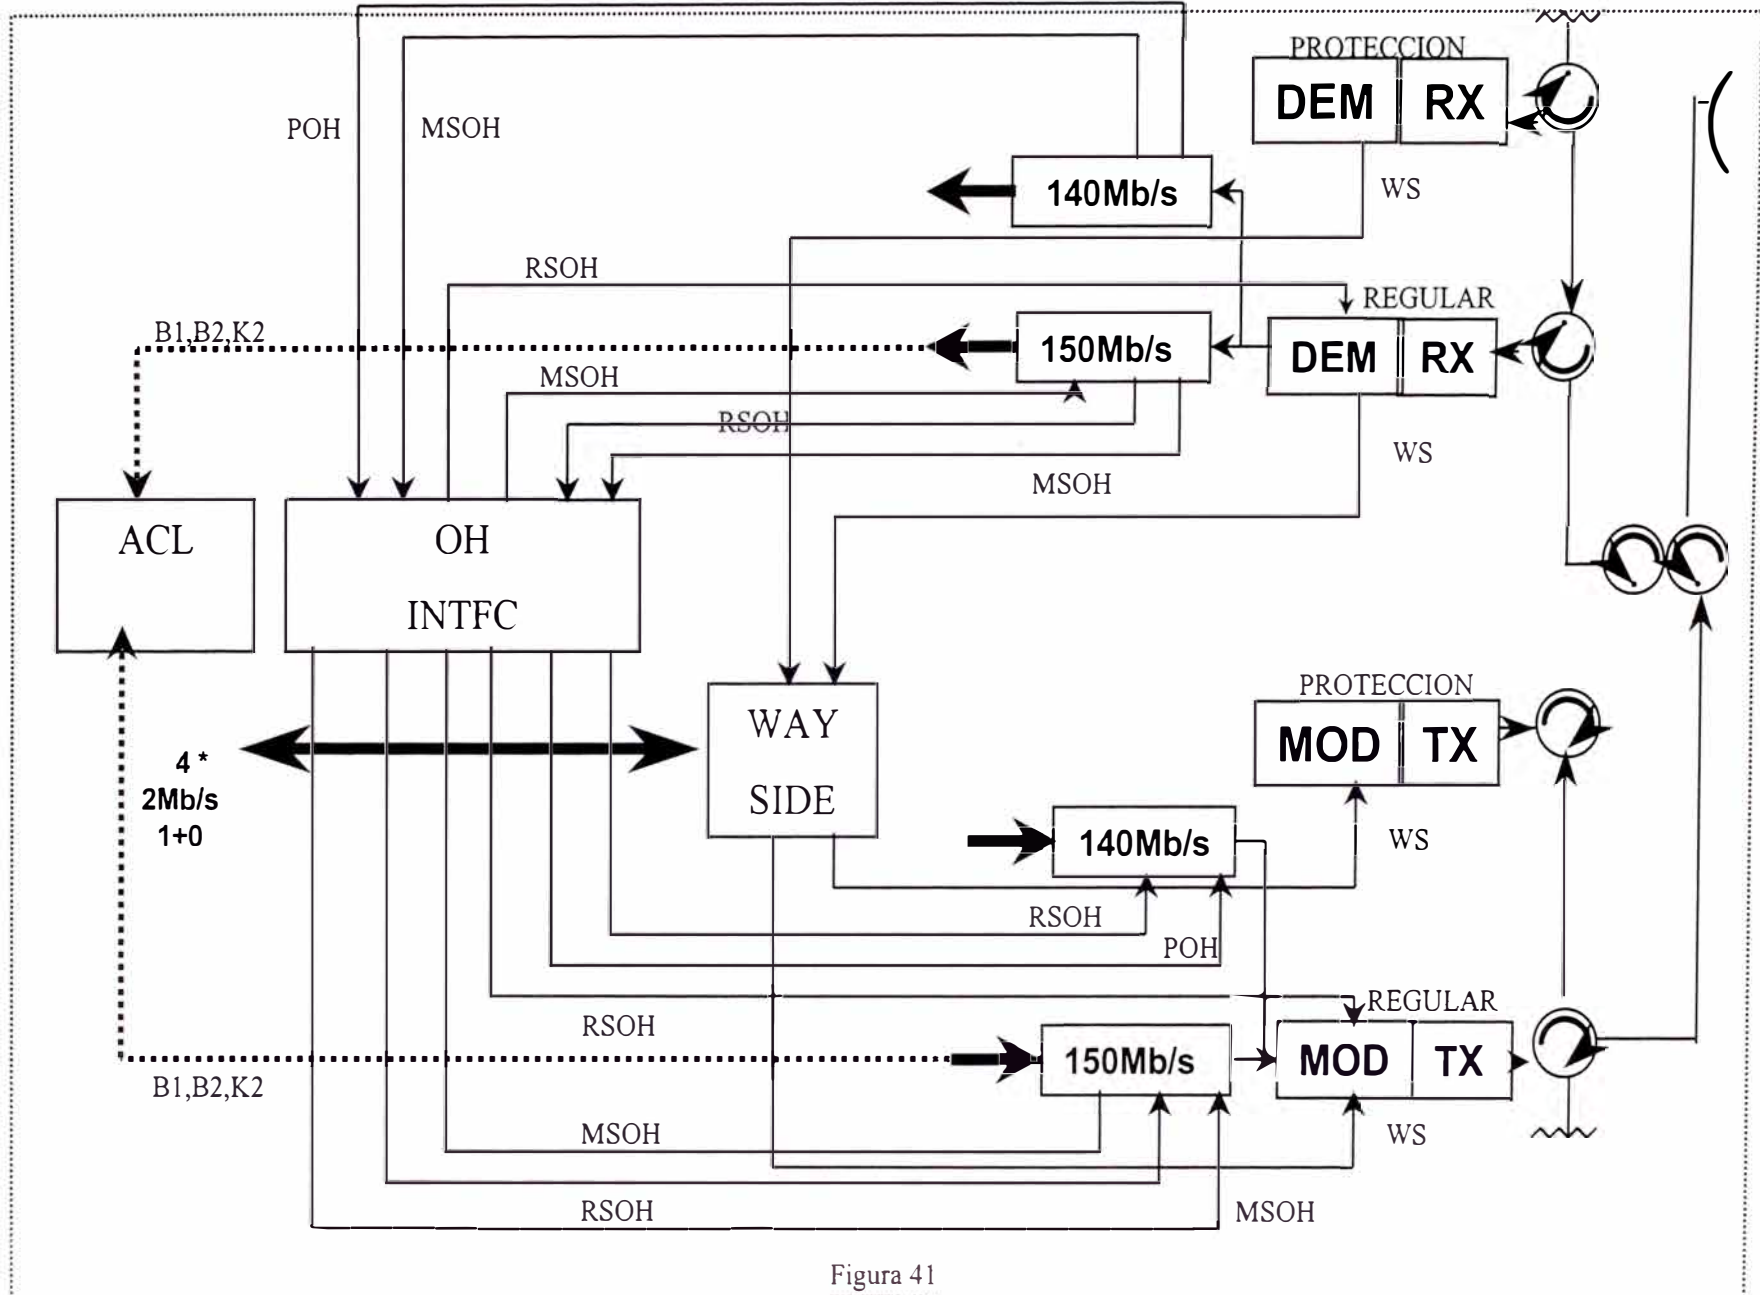 PROTECCION
DEM RX
POH
MSOH
140Mb/s
WS
RSOH
REGULAR
B1,B2,K2
150Mb/s
DEM RX
MSOH
RSOH
WS
MSOH
ACL
OH
INTFC
PROTECCION
WAY
SIDE
MOD TX
4 *
2Mb/s
1+0
140Mb/s
WS
RSOH
POH
REGULAR
RSOH
150Mb/s
MOD TX
B1,B2,K2
MSOH
WS
RSOH
MSOH
Figura 41